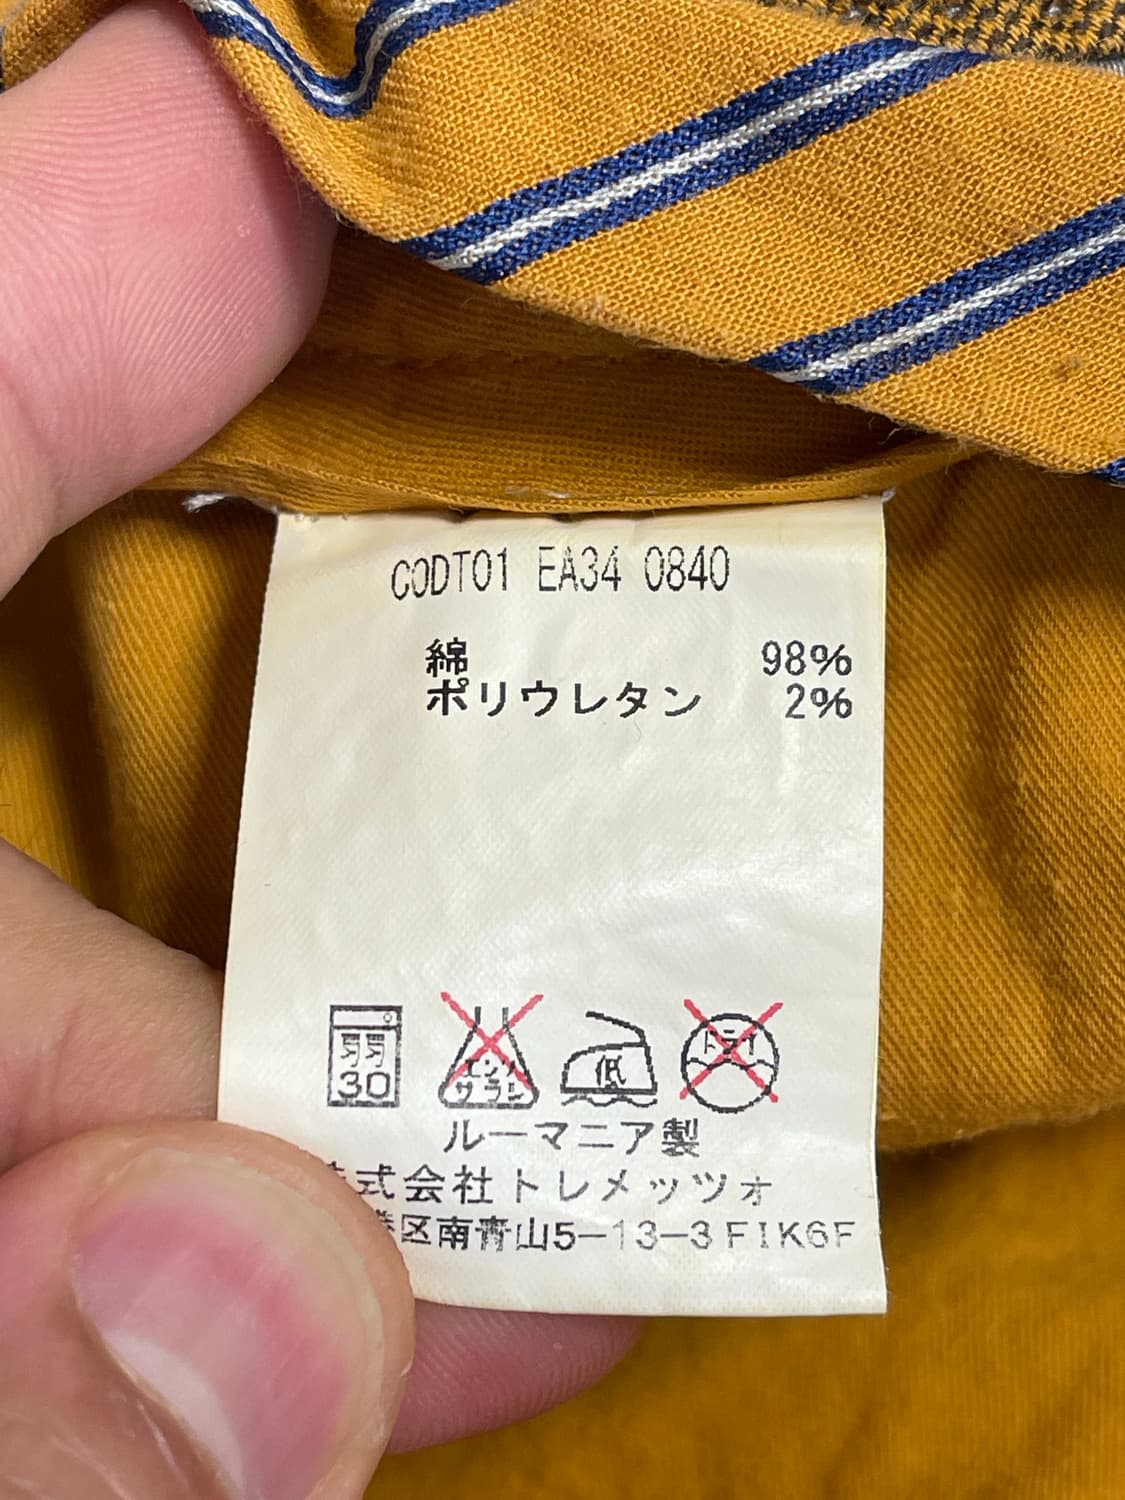 CODT01 EA34 0840
綿 98%
ポリウレタン 2%
弱 30
エンソサラシ
低
ドライ
ルーマニア製
式会社トレメッツォ
港区南青山5-13-3 FIK6F